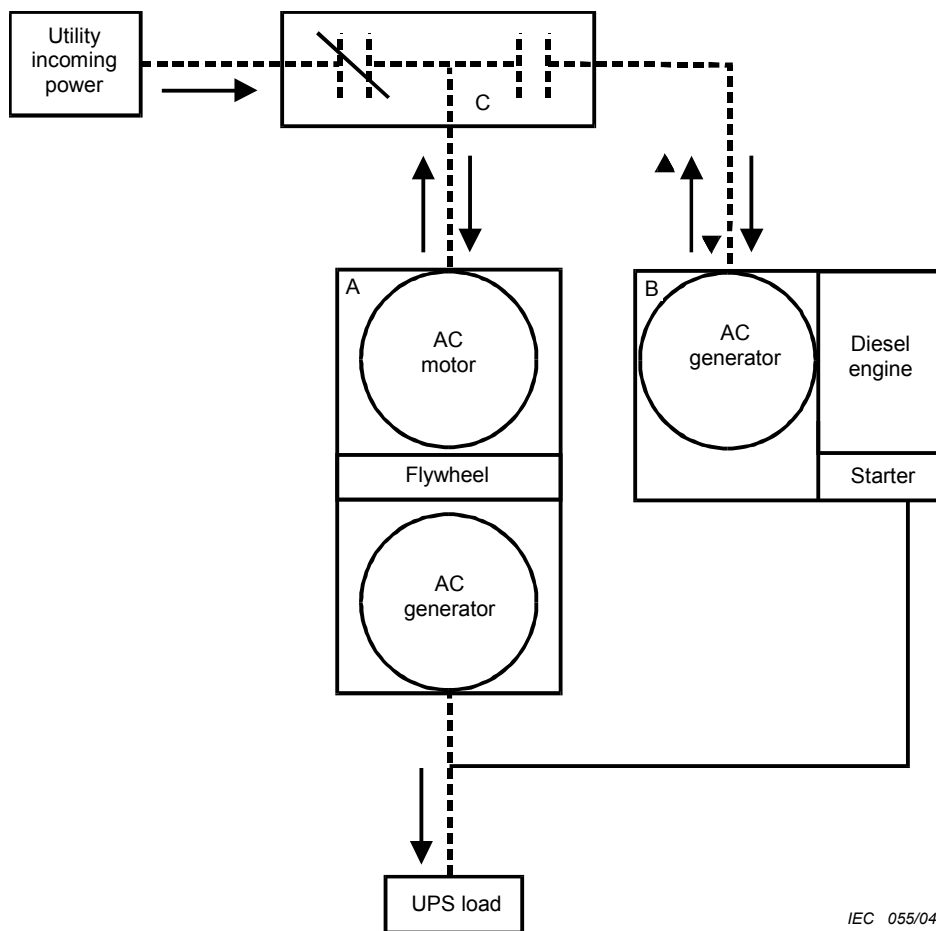 Utility
incoming
power
C
A
AC
motor
Flywheel
AC
generator
B
AC
generator
Diesel
engine
Starter
UPS load
IEC 055/04